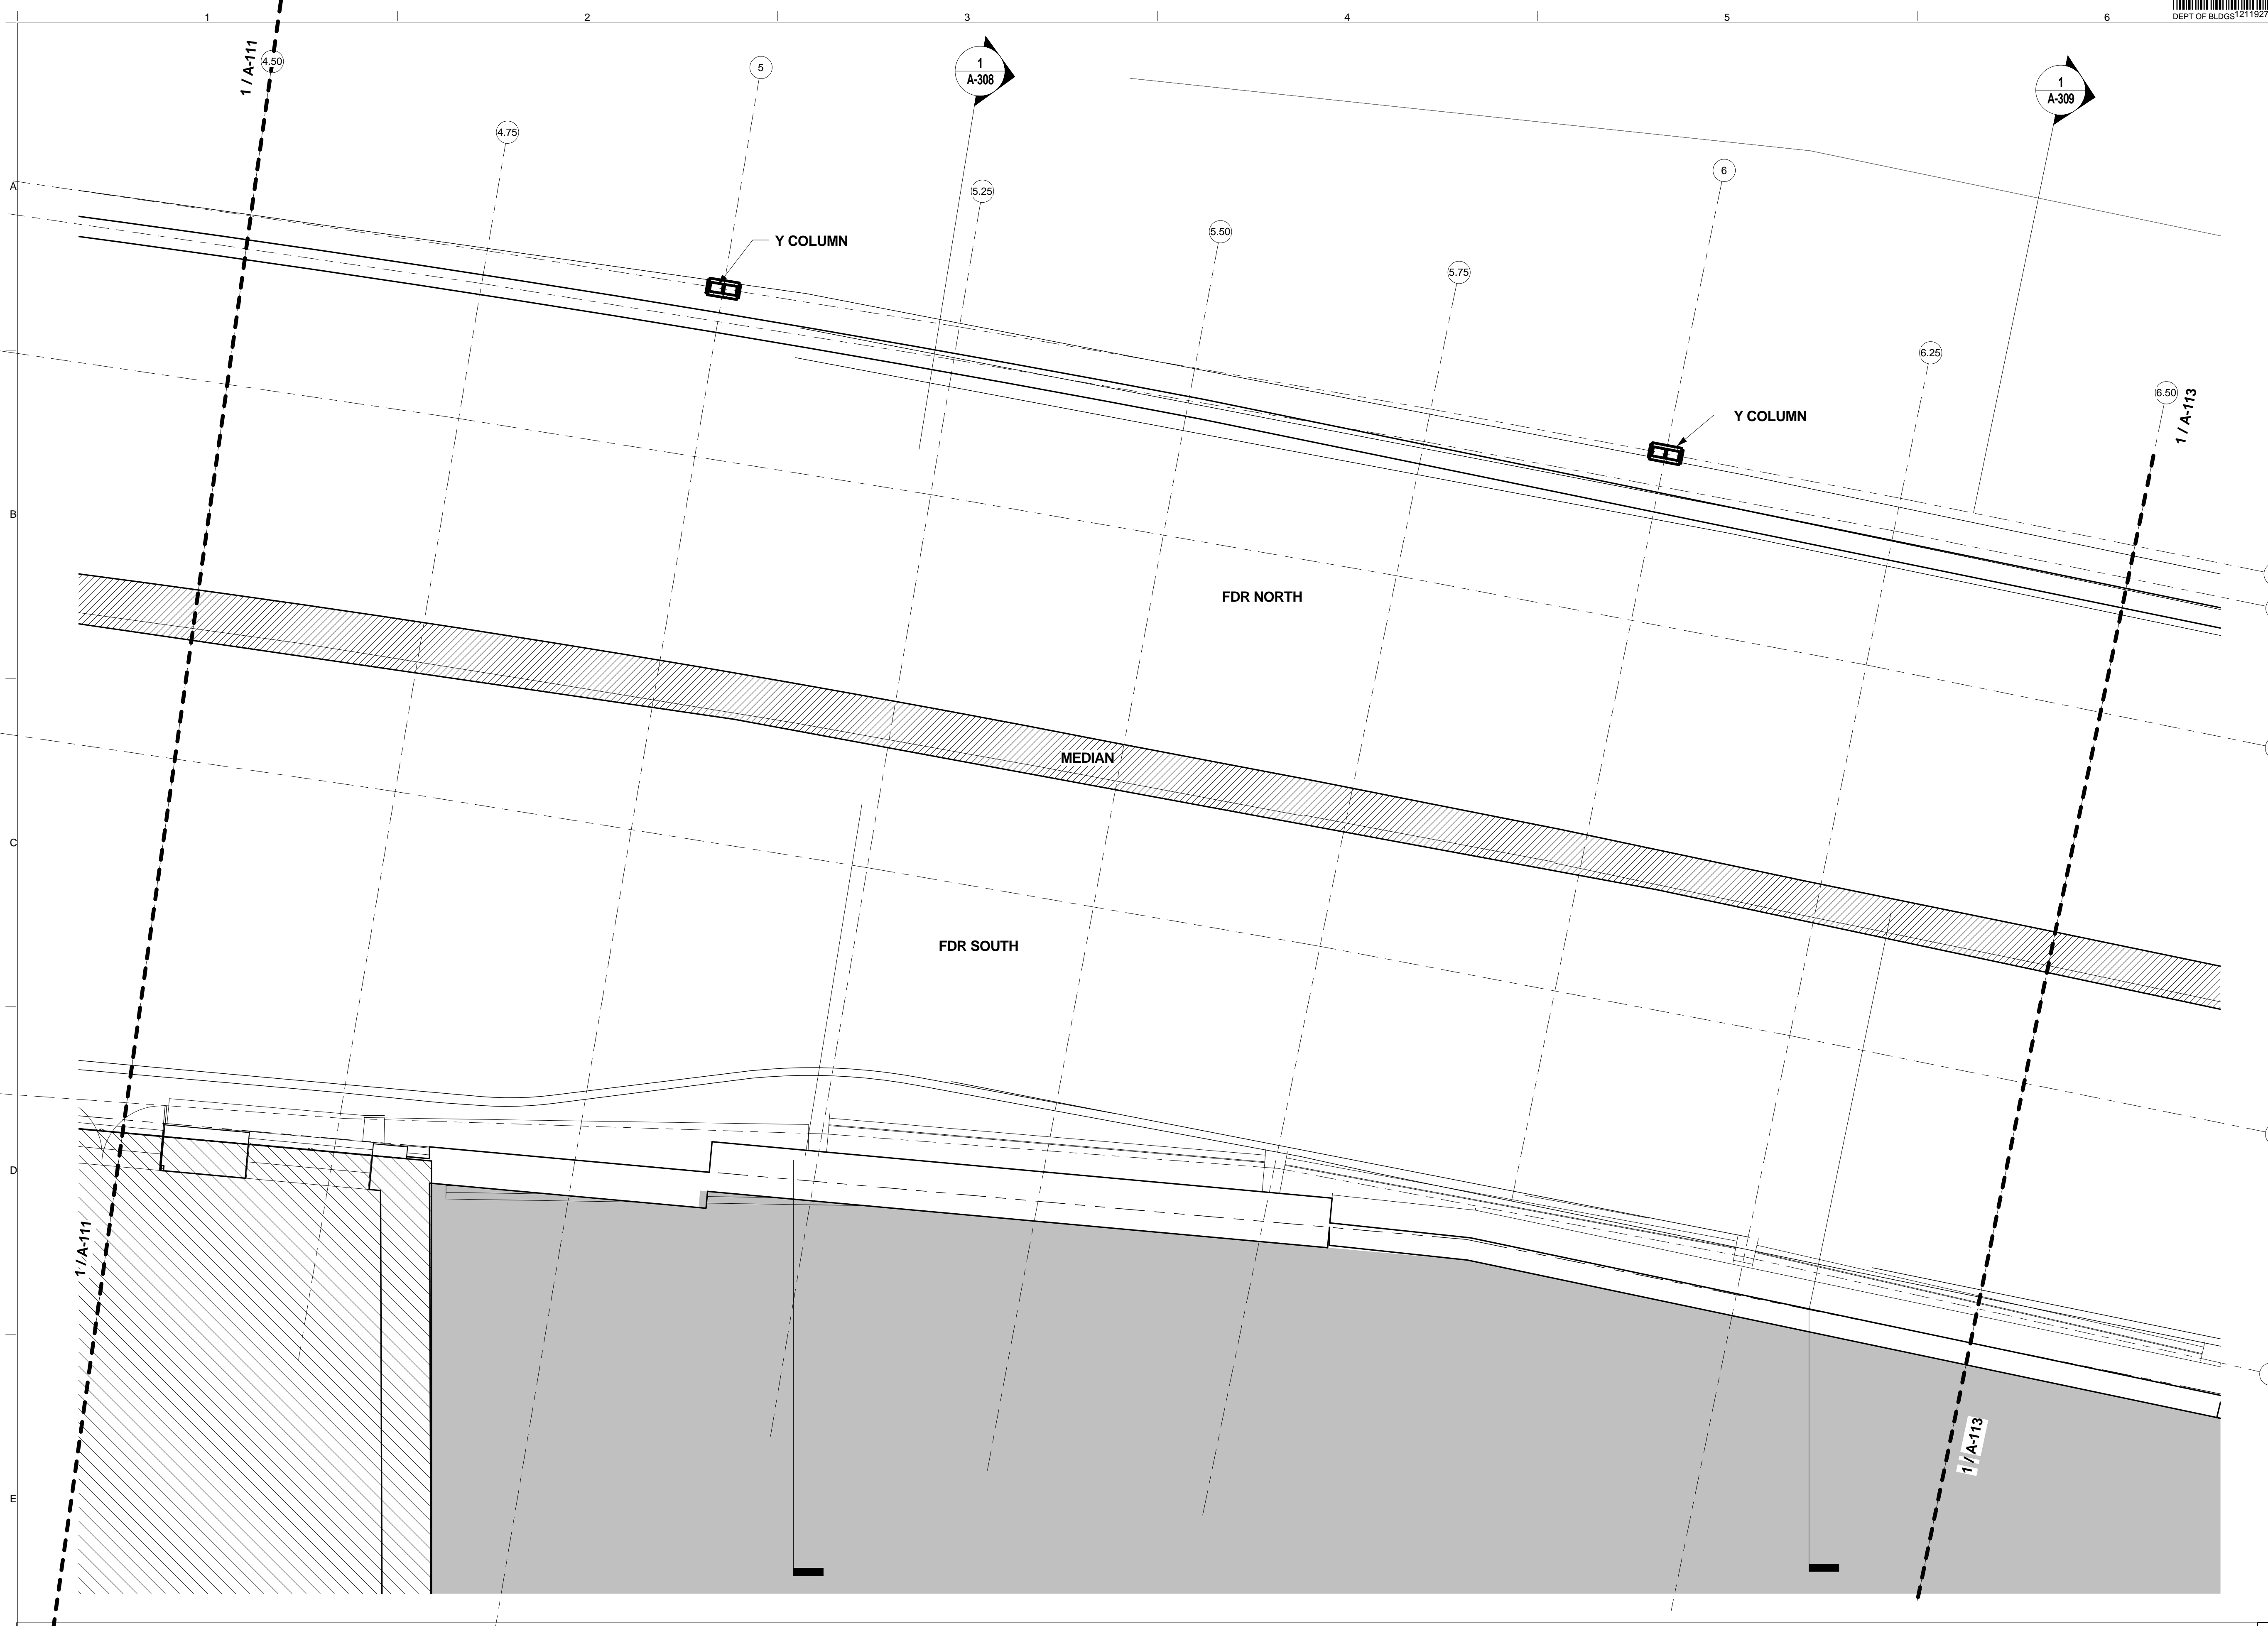 1
2
3
4
5
6
DEPT OF BLDGS1211927
1 / A-111
4.50
5
1
A-308
1
A-309
4.75
6
A
5.25
5.50
Y COLUMN
5.75
6.25
6.50
1 / A-113
Y COLUMN
B
FDR NORTH
MEDIAN
C
FDR SOUTH
D
1 / A-111
1 / A-113
E